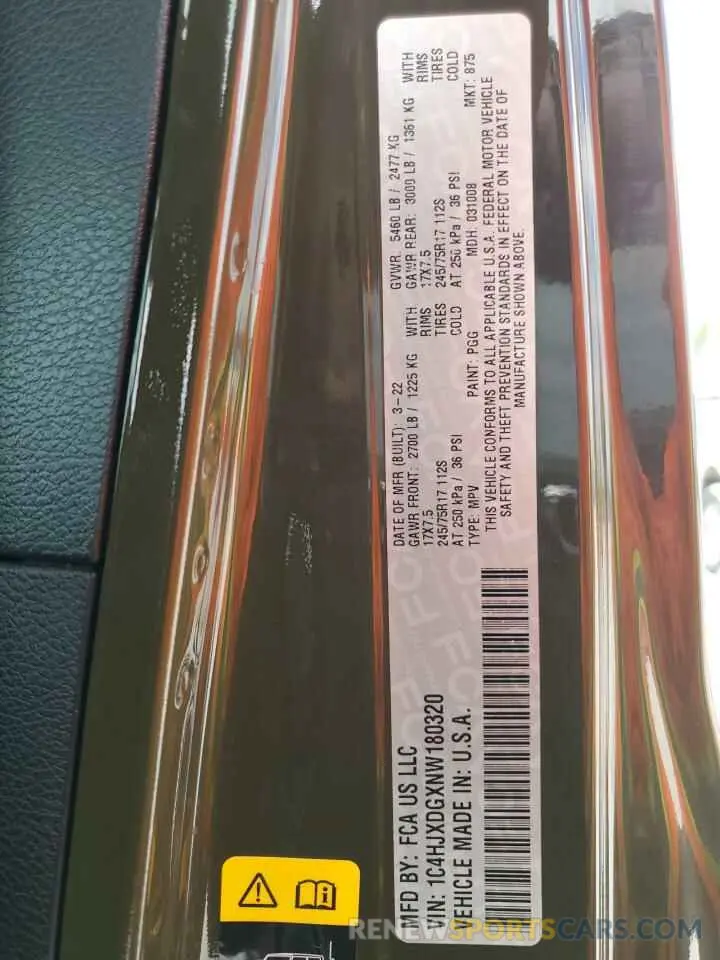 MFD BY: FCA US LLC
VIN: 1C4HJXDGXNW180320
VEHICLE MADE IN: U.S.A.
DATE OF MFR (BUILT): 3-22
GVWR: 5460 LB / 2477 KG
GAWR FRONT: 2700 LB / 1225 KG WITH
GAWR REAR: 3000 LB / 1361 KG WITH
17X7.5 RIMS
17X7.5 RIMS
245/75R17 112S TIRES
245/75R17 112S TIRES
AT 250 kPa / 36 PSI COLD
AT 250 kPa / 36 PSI COLD
TYPE: MPV PAINT: PGG MDH: 031008 MKT: 875
THIS VEHICLE CONFORMS TO ALL APPLICABLE U.S.A. FEDERAL MOTOR VEHICLE
SAFETY AND THEFT PREVENTION STANDARDS IN EFFECT ON THE DATE OF
MANUFACTURE SHOWN ABOVE.
RENEWSPORTSCARS.COM